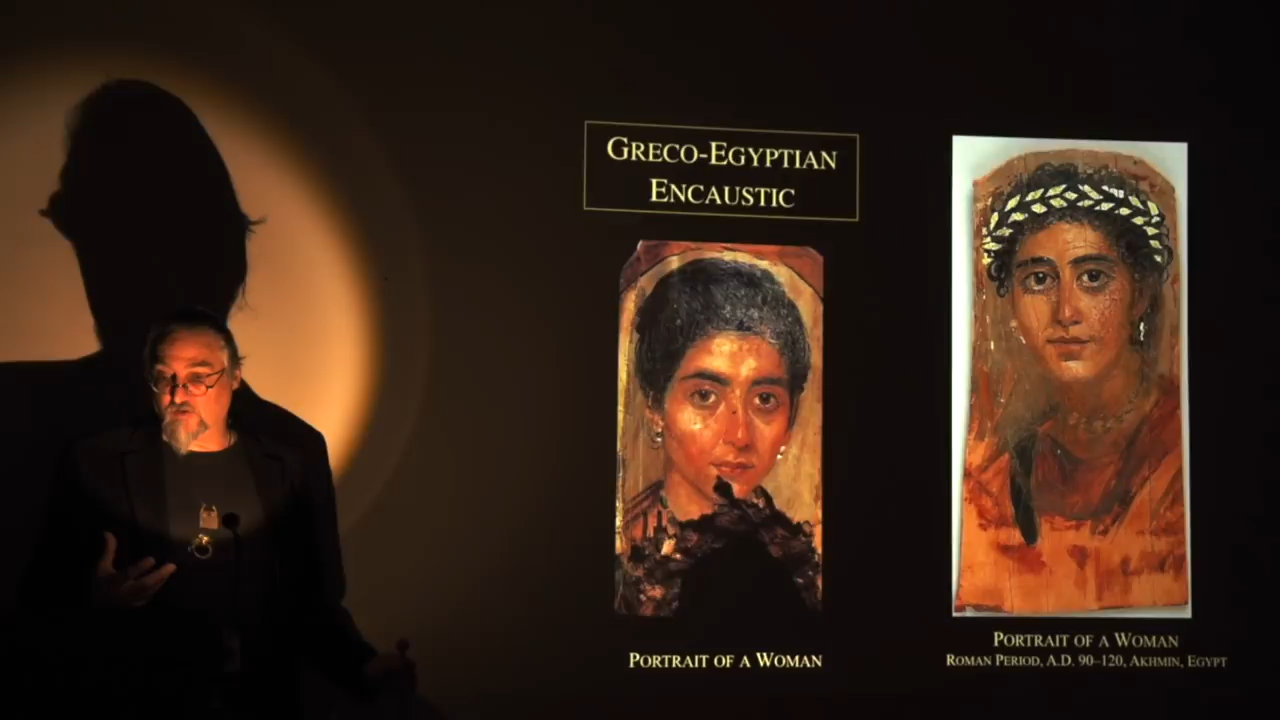 GRECO-EGYPTIAN
ENCAUSTIC
PORTRAIT OF A WOMAN
PORTRAIT OF A WOMAN
ROMAN PERIOD, A.D. 90–120, AKHMIN, EGYPT